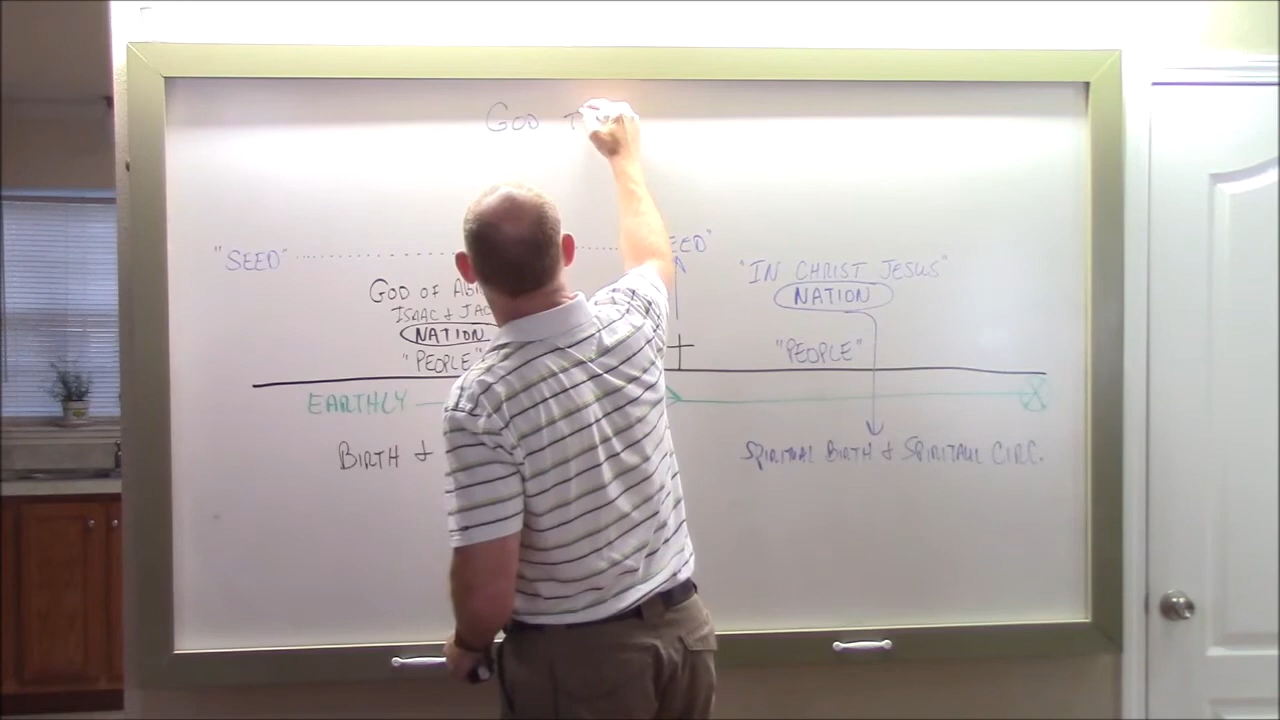 GOD
"SEED"
EED"
GOD OF AB
ISAAC & JAC
NATION
"PEOPLE"
"IN CHRIST JESUS"
NATION
"PEOPLE"
EARTHLY
BIRTH &
SPIRITUAL BIRTH & SPIRITAUL CIRC.